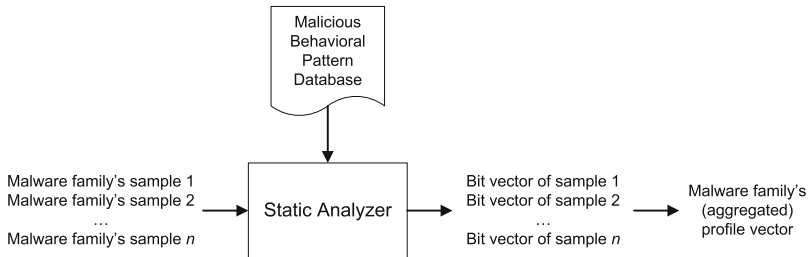 Malicious
Behavioral
Pattern
Database
Malware family's sample 1
Malware family's sample 2
...
Malware family's sample n
Static Analyzer
Bit vector of sample 1
Bit vector of sample 2
...
Bit vector of sample n
Malware family's
(aggregated)
profile vector